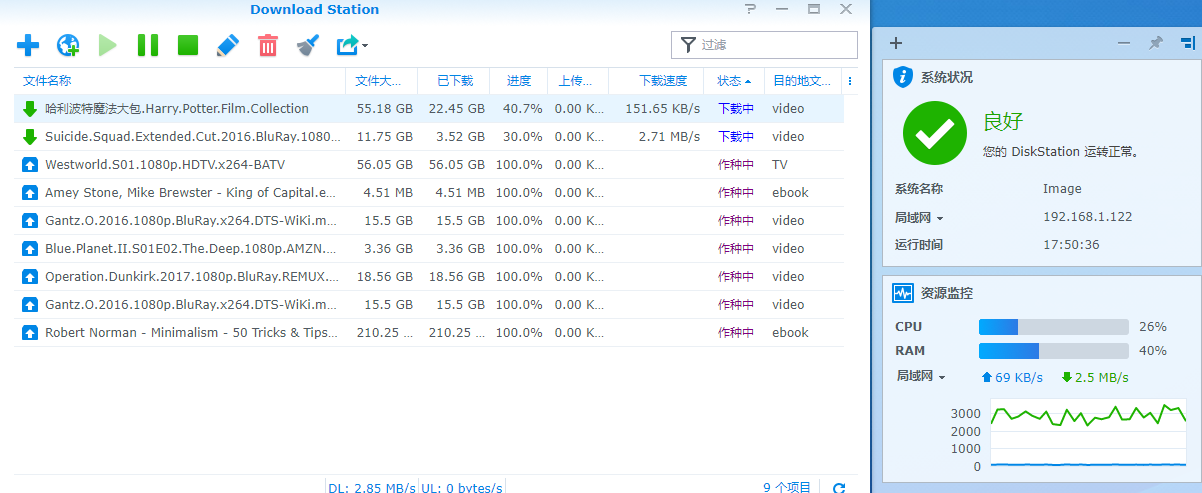 Download Station
过滤
文件名称 文件大... 已下载 进度 上传... 下载速度 状态 目的地文...
哈利波特魔法大包.Harry.Potter.Film.Collection 55.18 GB 22.45 GB 40.7% 0.00 K... 151.65 KB/s 下载中 video
Suicide.Squad.Extended.Cut.2016.BluRay.1080... 11.75 GB 3.52 GB 30.0% 0.00 K... 2.71 MB/s 下载中 video
Westworld.S01.1080p.HDTV.x264-BATV 56.05 GB 56.05 GB 100.0% 0.00 K... 作种中 TV
Amey Stone, Mike Brewster - King of Capital.e... 4.51 MB 4.51 MB 100.0% 0.00 K... 作种中 ebook
Gantz.O.2016.1080p.BluRay.x264.DTS-WiKi.m... 15.5 GB 15.5 GB 100.0% 0.00 K... 作种中 video
Blue.Planet.II.S01E02.The.Deep.1080p.AMZN.... 3.36 GB 3.36 GB 100.0% 0.00 K... 作种中 video
Operation.Dunkirk.2017.1080p.BluRay.REMUX.... 18.56 GB 18.56 GB 100.0% 0.00 K... 作种中 video
Gantz.O.2016.1080p.BluRay.x264.DTS-WiKi.m... 15.5 GB 15.5 GB 100.0% 0.00 K... 作种中 video
Robert Norman - Minimalism - 50 Tricks & Tips... 210.25 ... 210.25 ... 100.0% 0.00 K... 作种中 ebook
DL: 2.85 MB/s UL: 0 bytes/s 9 个项目
系统状况
良好
您的 DiskStation 运转正常。
系统名称 Image
局域网 192.168.1.122
运行时间 17:50:36
资源监控
CPU 26%
RAM 40%
局域网 69 KB/s 2.5 MB/s
3000
2000
1000
0